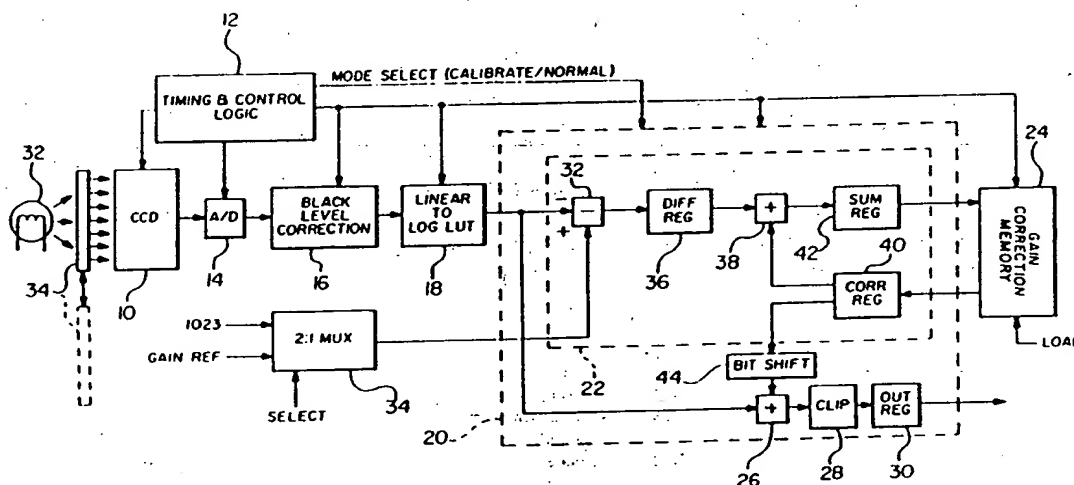 12
TIMING & CONTROL
LOGIC
MODE SELECT (CALIBRATE/NORMAL)
24
32
CCD
A/D
BLACK
LEVEL
CORRECTION
LINEAR
TO
LOG LUT
32
-
+
-
DIFF
REG
+
SUM
REG
GAIN
CORRECTION
MEMORY
14
16
18
36
38
42
40
CORR
REG
34
10
1023
GAIN REF
2:1 MUX
SELECT
34
22
44
BIT SHIFT
LOAD
20
+
CLIP
OUT
REG
26
28
30